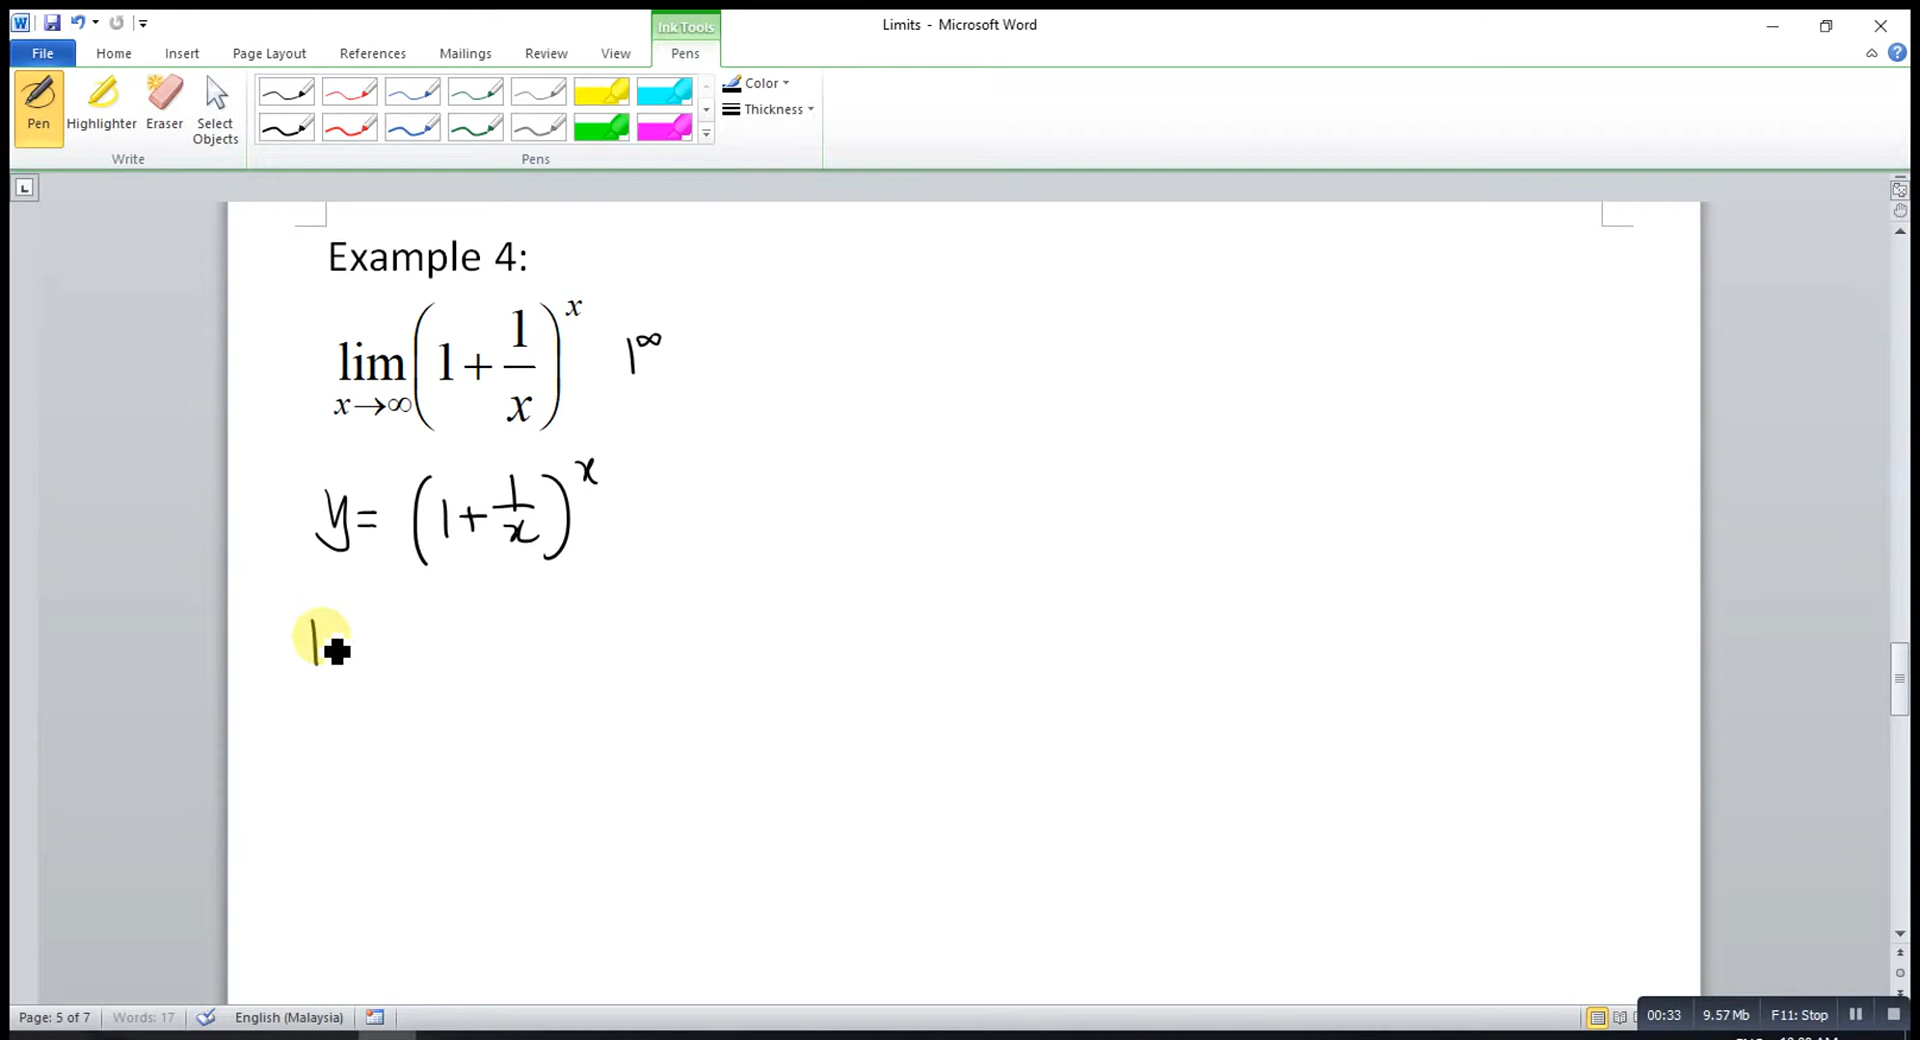 Limits - Microsoft Word
Ink Tools
File Home Insert Page Layout References Mailings Review View Pens
Pen Highlighter Eraser Select Objects
Color
Thickness
Write
Pens
Example 4:
lim x→∞ (1 + 1/x)^x 1^∞
y = (1 + 1/x)^x
l
Page: 5 of 7 Words: 17 English (Malaysia)
00:33 9.57 Mb F11: Stop